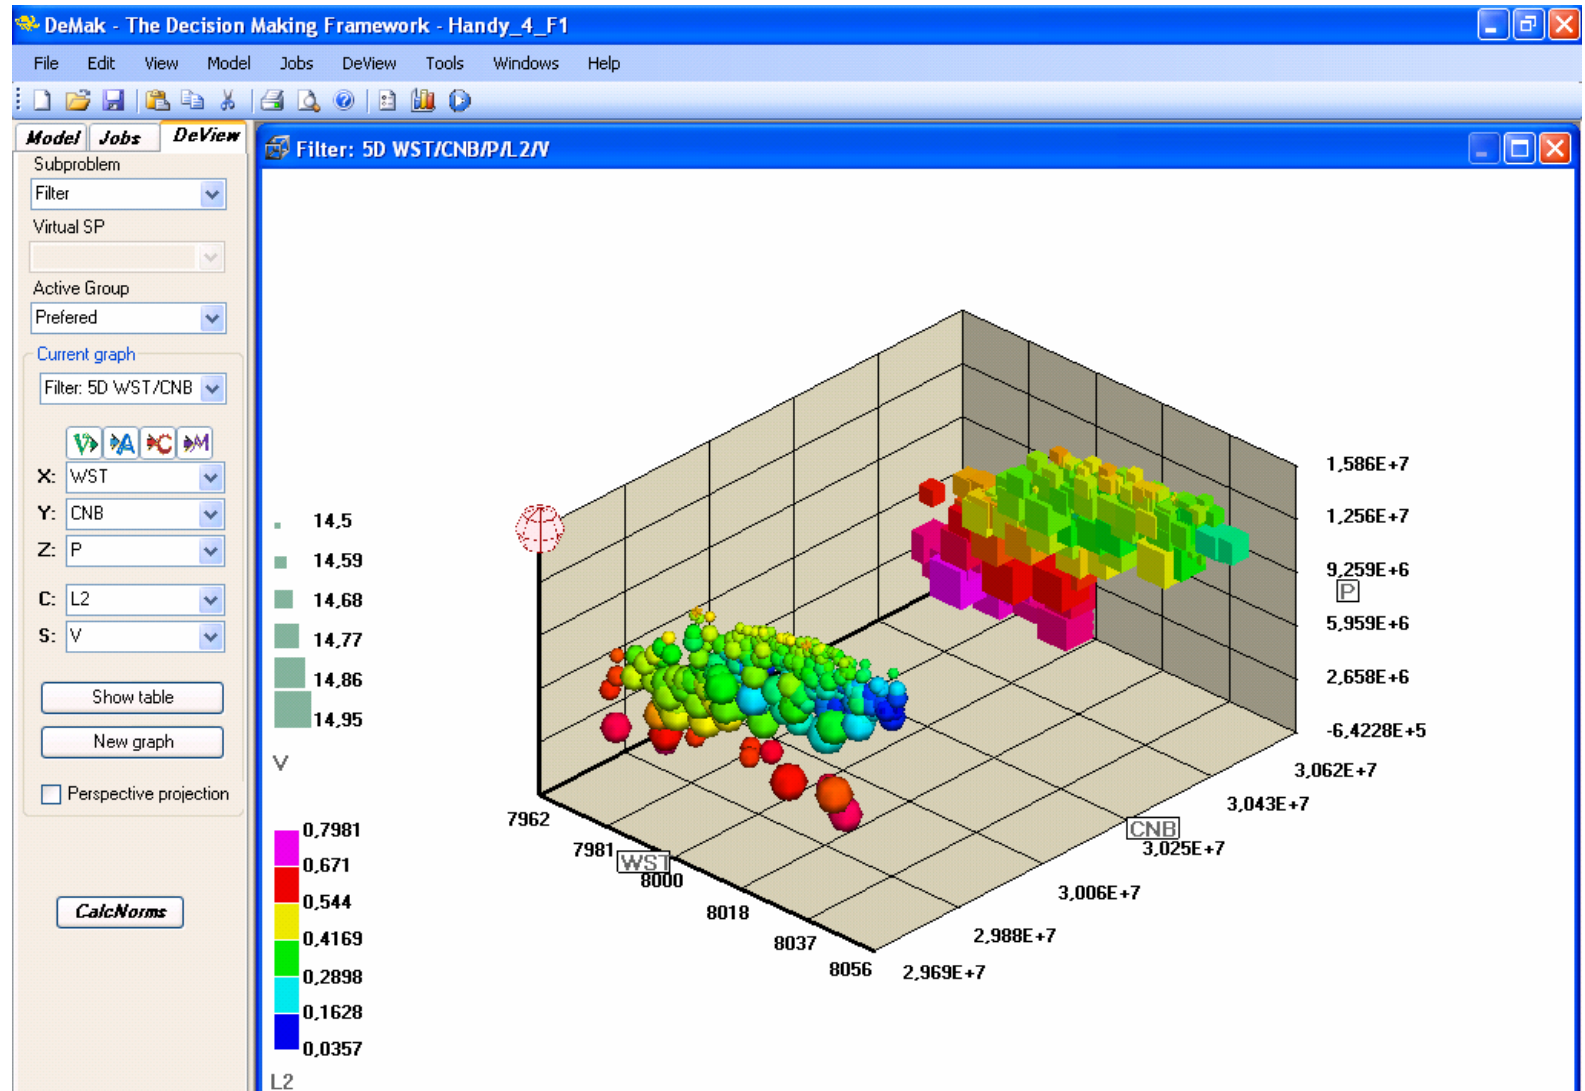 DeMak - The Decision Making Framework - Handy_4_F1
File Edit View Model Jobs DeView Tools Windows Help
Model Jobs DeView
Subproblem
Filter
Virtual SP
Active Group
Prefered
Current graph
Filter: 5D WST/CNB
V A C M
X: WST
Y: CNB
Z: P
C: L2
S: V
Show table
New graph
Perspective projection
CalcNorms
Filter: 5D WST/CNB/P/L2/V
14,5
14,59
14,68
14,77
14,86
14,95
V
0,7981
0,671
0,544
0,4169
0,2898
0,1628
0,0357
L2
7962
7981
WST
8000
8018
8037
8056
2,969E+7
2,988E+7
3,006E+7
3,025E+7
CNB
3,043E+7
3,062E+7
1,586E+7
1,256E+7
9,259E+6
P
5,959E+6
2,658E+6
-6,4228E+5